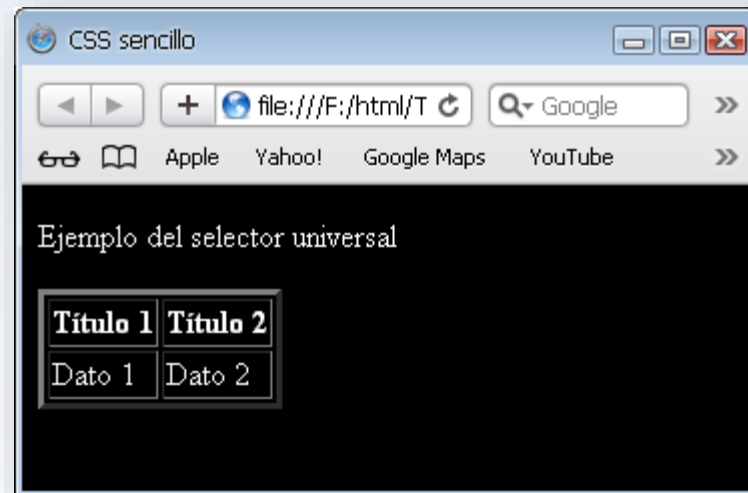 CSS sencillo
file:///F:/html/T
Google
Apple Yahoo! Google Maps YouTube
Ejemplo del selector universal
Título 1 Título 2
Dato 1 Dato 2